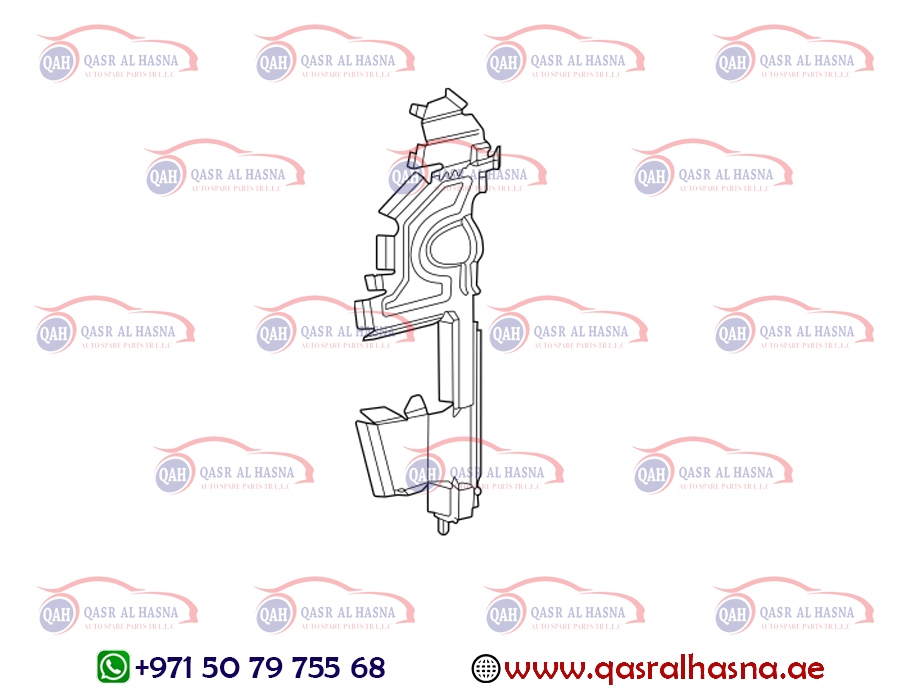 QAH QASR AL HASNA QAH QASR AL HASNA QAH QASR AL HASNA QAH QASR AL HASNA
AUTO SPARE PARTS TR L.L.C AUTO SPARE PARTS TR L.L.C AUTO SPARE PARTS TR L.L.C AUTO SPARE PARTS TR L.L.C
QAH QASR AL HASNA QAH QASR AL HASNA QAH QASR AL HASNA
AUTO SPARE PARTS TR L.L.C AUTO SPARE PARTS TR L.L.C AUTO SPARE PARTS TR L.L.C
QAH QASR AL HASNA QAH QASR AL HASNA QAH QASR AL HASNA QAH QASR AL HASNA
AUTO SPARE PARTS TR L.L.C AUTO SPARE PARTS TR L.L.C AUTO SPARE PARTS TR L.L.C AUTO SPARE PARTS TR L.L.C
QAH QASR AL HASNA QAH QASR AL HASNA QAH QASR AL HASNA
AUTO SPARE PARTS TR L.L.C AUTO SPARE PARTS TR L.L.C AUTO SPARE PARTS TR L.L.C
QAH QASR AL HASNA QAH QASR AL HASNA QAH QASR AL HASNA QAH QASR AL HASNA
AUTO SPARE PARTS TR L.L.C AUTO SPARE PARTS TR L.L.C AUTO SPARE PARTS TR L.L.C AUTO SPARE PARTS TR L.L.C
+971 50 79 755 68 www.qasralhasna.ae